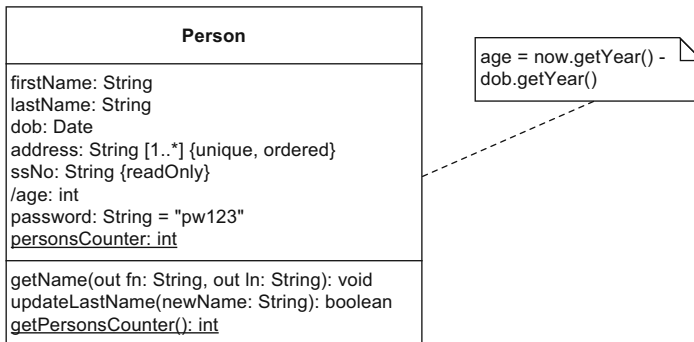 Person
firstName: String
lastName: String
dob: Date
address: String [1..*] {unique, ordered}
ssNo: String {readOnly}
/age: int
password: String = "pw123"
personsCounter: int
getName(out fn: String, out ln: String): void
updateLastName(newName: String): boolean
getPersonsCounter(): int
age = now.getYear() -
dob.getYear()